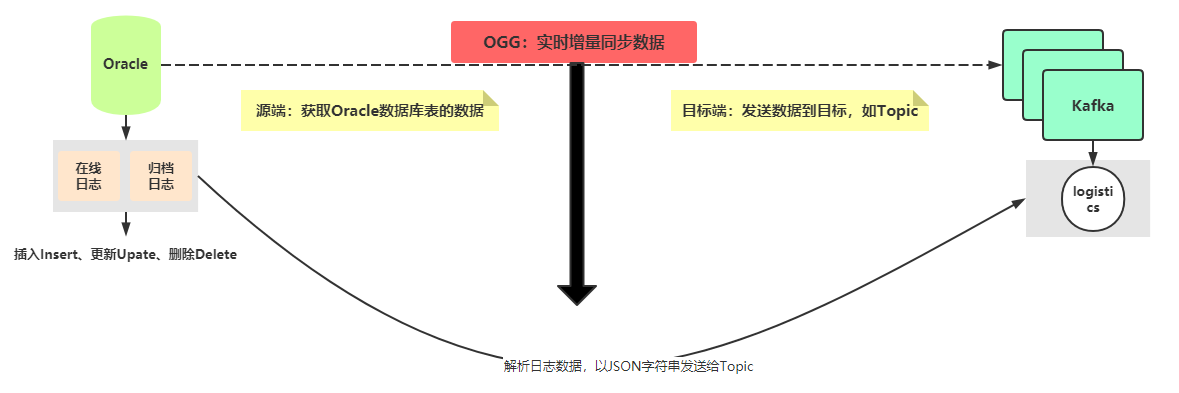 Oracle
OGG：实时增量同步数据
源端：获取Oracle数据库表的数据
目标端：发送数据到目标，如Topic
Kafka
在线
日志
归档
日志
logisti
cs
插入Insert、更新Upate、删除Delete
解析日志数据，以JSON字符串发送给Topic